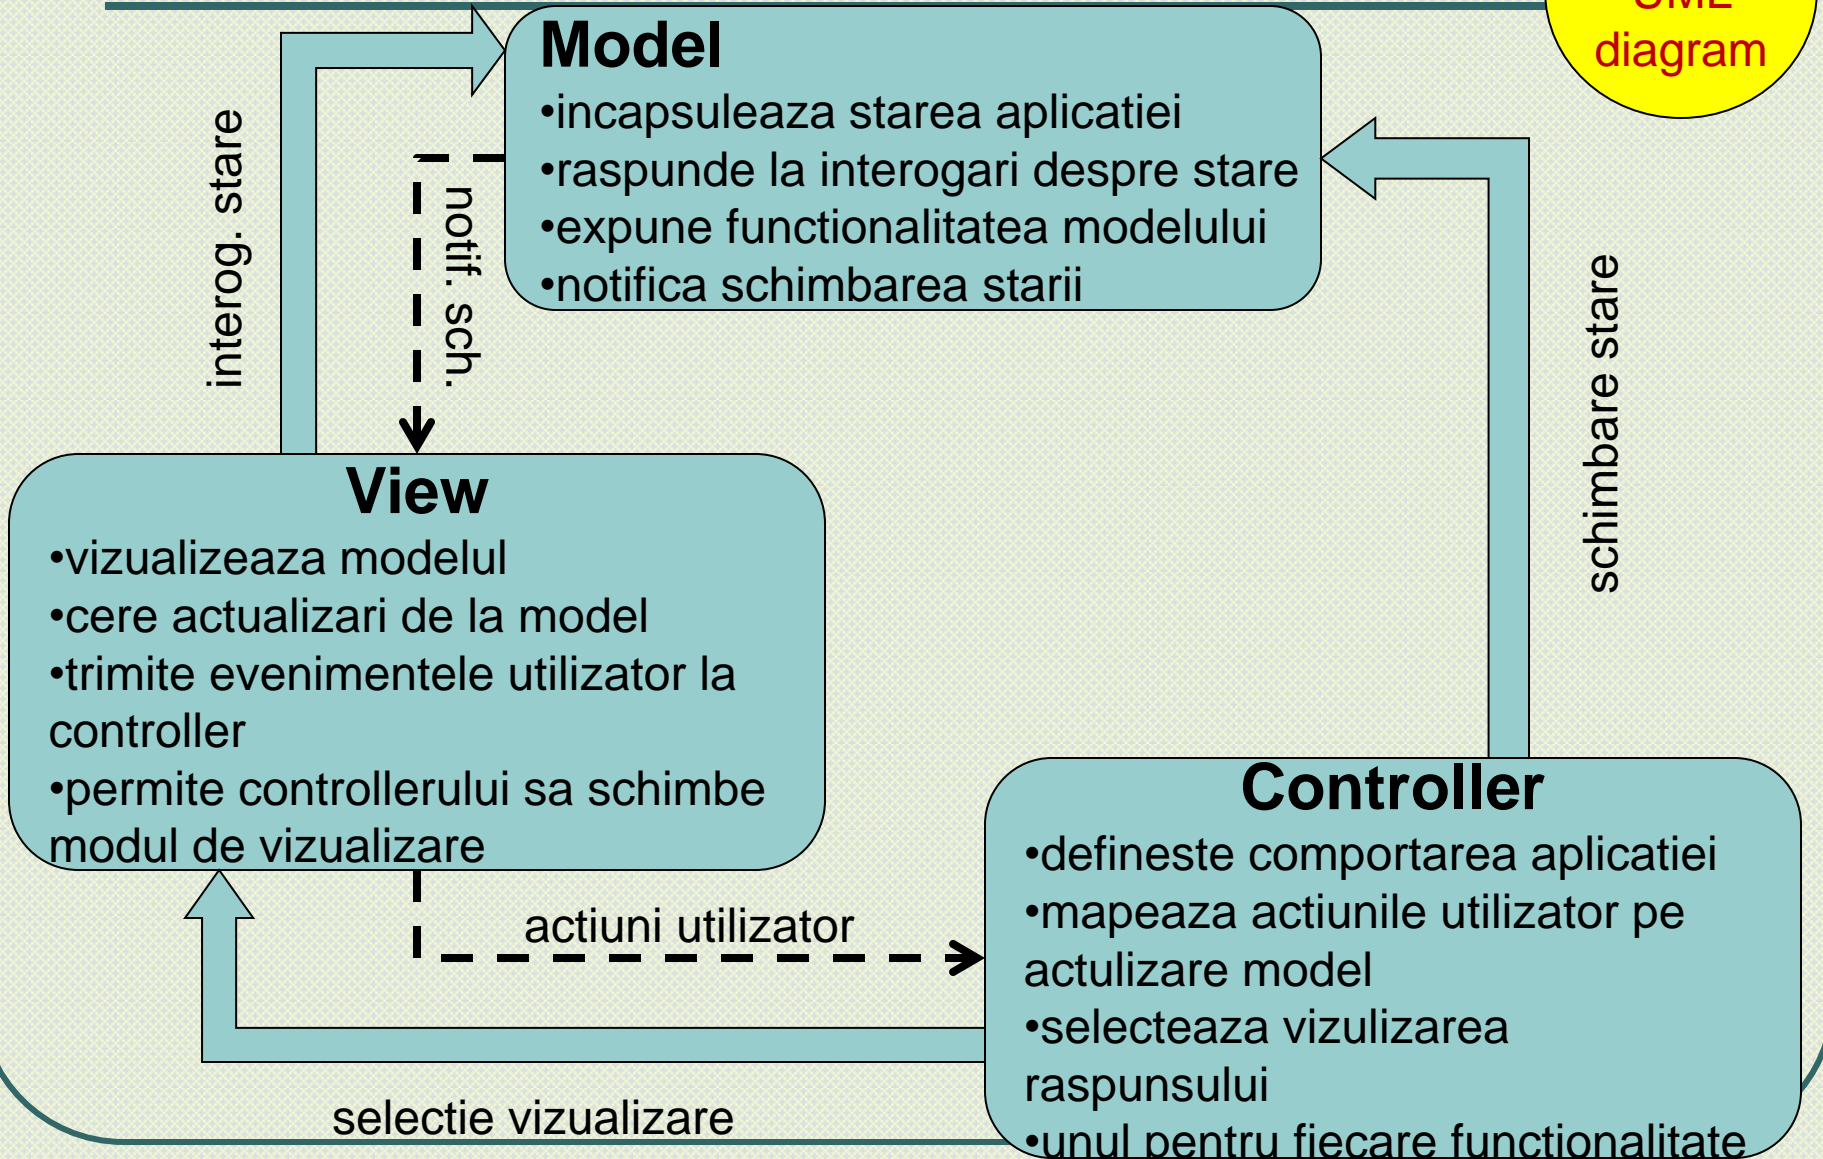 UML
diagram
Model
•incapsuleaza starea aplicatiei
•raspunde la interogari despre stare
•expune functionalitatea modelului
•notifica schimbarea starii
interog. stare
notif. sch.
schimbare stare
View
•vizualizeaza modelul
•cere actualizari de la model
•trimite evenimentele utilizator la
controller
•permite controllerului sa schimbe
modul de vizualizare
actiuni utilizator
Controller
•defineste comportarea aplicatiei
•mapeaza actiunile utilizator pe
actulizare model
•selecteaza vizulizarea
raspunsului
•unul pentru fiecare functionalitate
selectie vizualizare